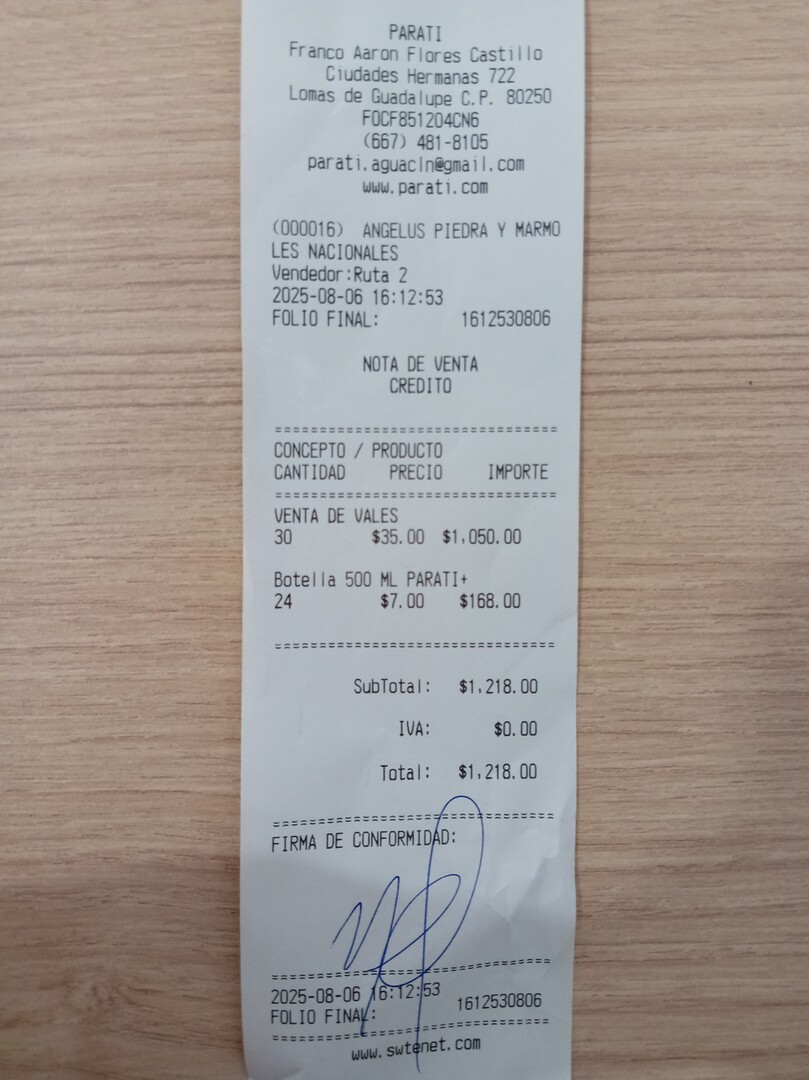 PARATI
Franco Aaron Flores Castillo
Ciudades Hermanas 722
Lomas de Guadalupe C.P. 80250
FOCF851204CN6
(667) 481-8105
parati.aguacln@gmail.com
www.parati.com
(000016) ANGELUS PIEDRA Y MARMO
LES NACIONALES
Vendedor:Ruta 2
2025-08-06 16:12:53
FOLIO FINAL: 1612530806
NOTA DE VENTA
CREDITO
================================
CONCEPTO / PRODUCTO
CANTIDAD PRECIO IMPORTE
================================
VENTA DE VALES
30 $35.00 $1,050.00
Botella 500 ML PARATI+
24 $7.00 $168.00
================================
SubTotal: $1,218.00
IVA: $0.00
Total: $1,218.00
================================
FIRMA DE CONFORMIDAD:
================================
2025-08-06 16:12:53
FOLIO FINAL: 1612530806
================================
www.swtenet.com